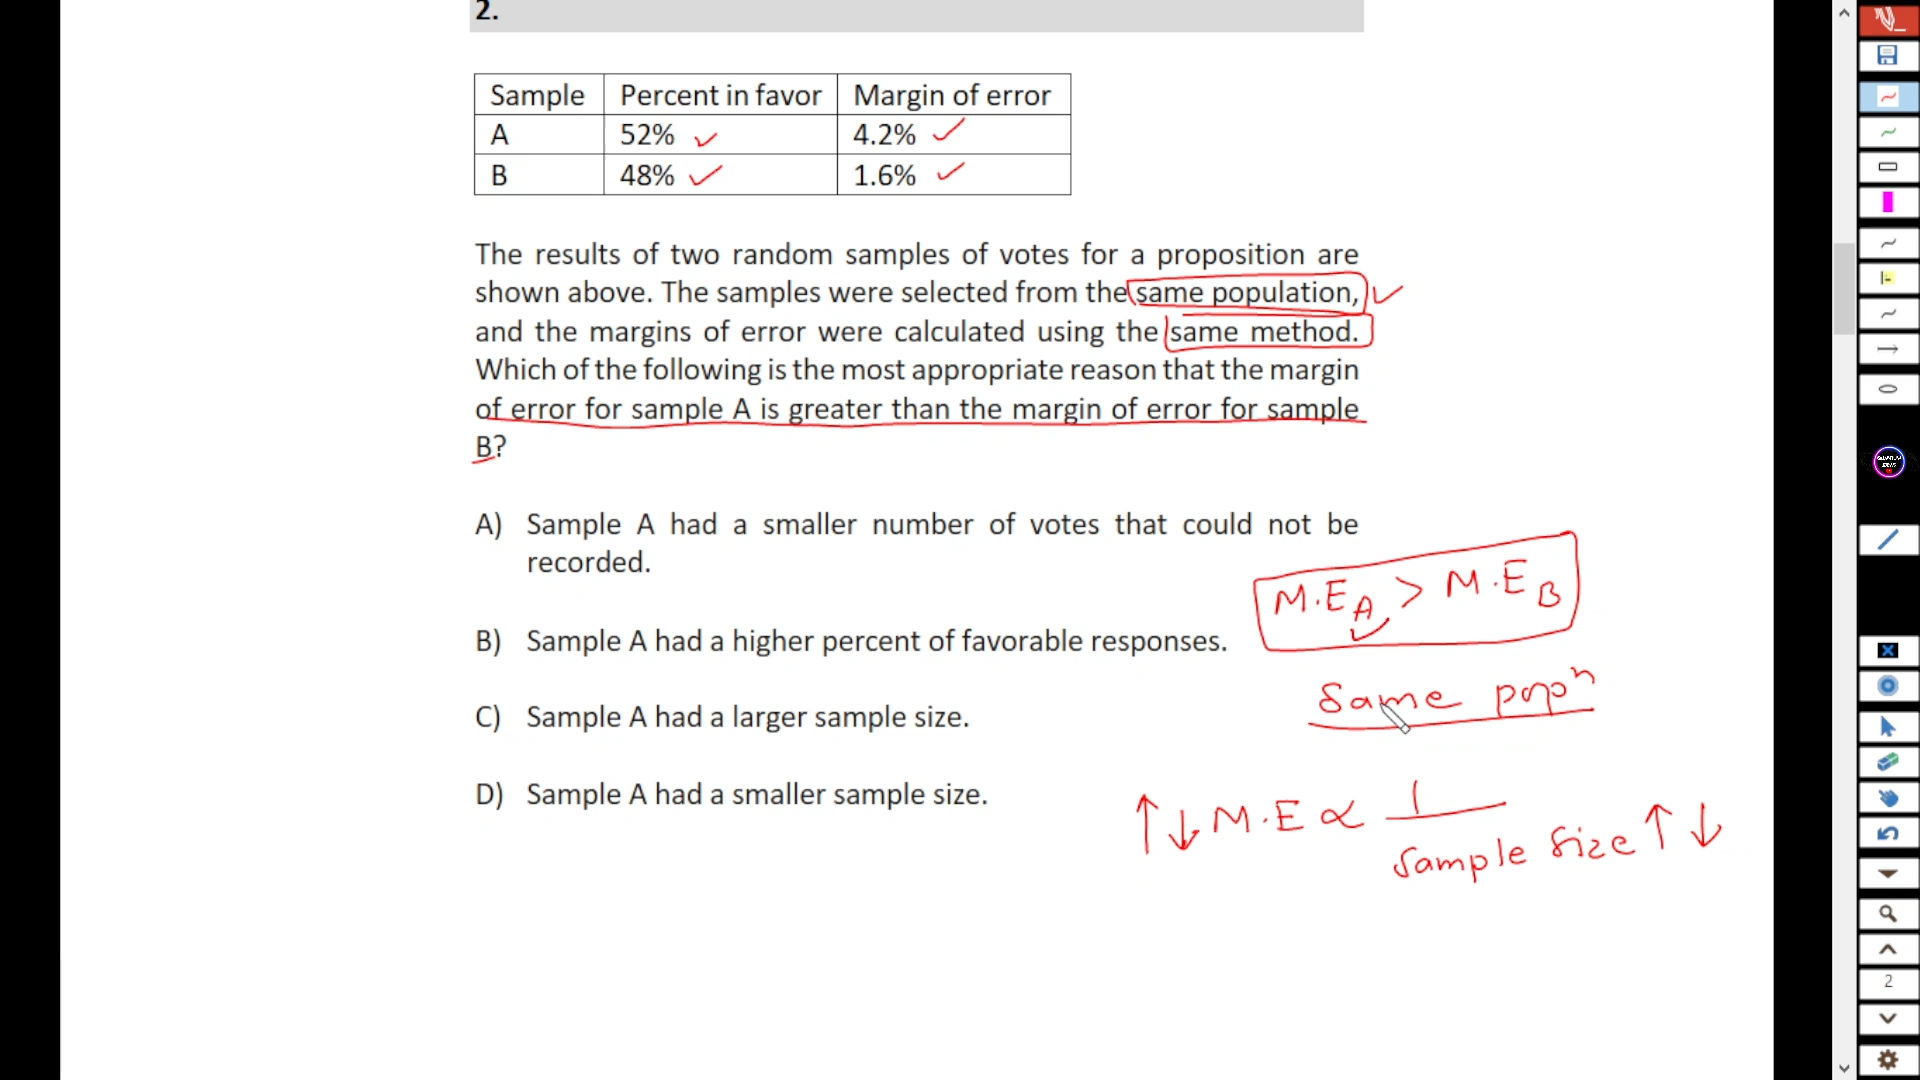 2.
Sample Percent in favor Margin of error
A 52% 4.2%
B 48% 1.6%
The results of two random samples of votes for a proposition are
shown above. The samples were selected from the same population,
and the margins of error were calculated using the same method.
Which of the following is the most appropriate reason that the margin
of error for sample A is greater than the margin of error for sample
B?
A) Sample A had a smaller number of votes that could not be
recorded.
B) Sample A had a higher percent of favorable responses.
C) Sample A had a larger sample size.
D) Sample A had a smaller sample size.
M.E A > M.E B
Same popn
↑↓ M.E ∝ 1
Sample Size ↑ ↓
2